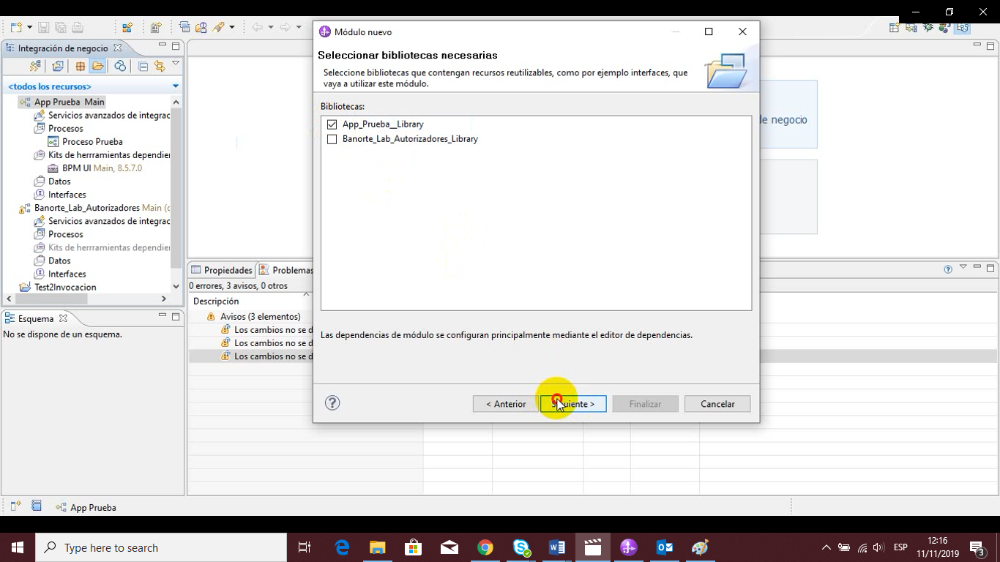 Módulo nuevo
Seleccionar bibliotecas necesarias
Seleccione bibliotecas que contengan recursos reutilizables, como por ejemplo interfaces, que
vaya a utilizar este módulo.
Bibliotecas:
App_Prueba__Library
Banorte_Lab_Autorizadores_Library
Las dependencias de módulo se configuran principalmente mediante el editor de dependencias.
< Anterior
Siguiente >
Finalizar
Cancelar
Integración de negocio
<todos los recursos>
App Prueba Main
Servicios avanzados de integrac
Procesos
Proceso Prueba
Kits de herrramientas dependier
BPM UI Main, 8.5.7.0
Datos
Interfaces
Banorte_Lab_Autorizadores Main (c
Servicios avanzados de integrac
Procesos
Kits de herrramientas dependier
Datos
Interfaces
Test2Invocacion
de negocio
Esquema
No se dispone de un esquema.
Propiedades
Problemas
0 errores, 3 avisos, 0 otros
Descripción
Avisos (3 elementos)
Los cambios no se d
Los cambios no se d
Los cambios no se d
App Prueba
Type here to search
ESP
12:16
11/11/2019
3